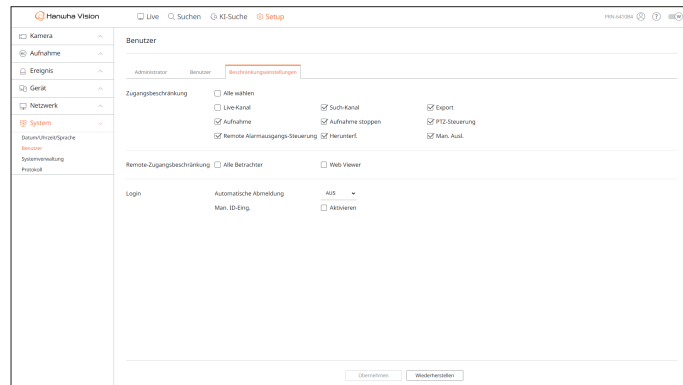 Hanwha Vision
Live Suchen KI-Suche Setup
PRN-6410B4
Kamera
Aufnahme
Ereignis
Gerät
Netzwerk
System
Datum/Uhrzeit/Sprache
Benutzer
Systemverwaltung
Protokoll
Benutzer
Administrator Benutzer Beschränkungseinstellungen
Zugangsbeschränkung Alle wählen
Live-Kanal Such-Kanal Export
Aufnahme Aufnahme stoppen PTZ-Steuerung
Remote Alarmausgangs-Steuerung Herunterf. Man. Ausl.
Remote-Zugangsbeschränkung Alle Betrachter Web Viewer
Login Automatische Abmeldung AUS
Man. ID-Eing. Aktivieren
Übernehmen Wiederherstellen